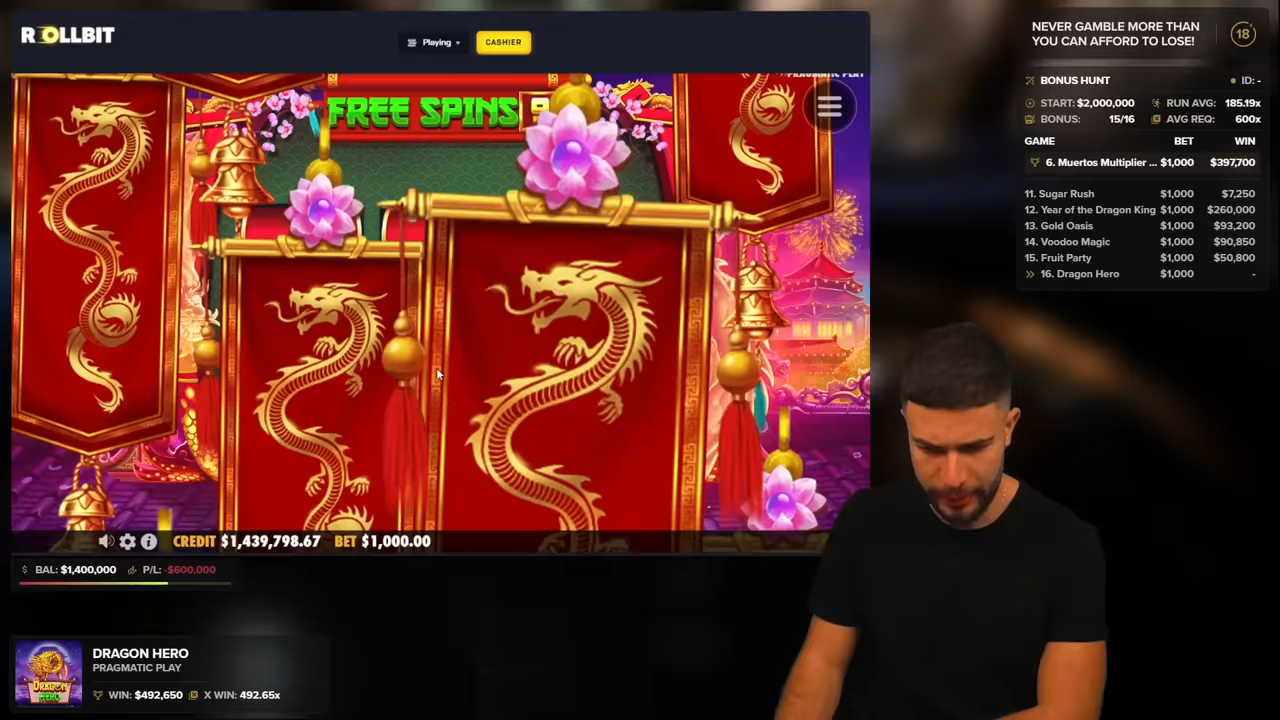 ROLLBIT
Playing
CASHIER
PRAGMATIC PLAY
FREE SPINS
CREDIT $1,439,798.67 BET $1,000.00
BAL: $1,400,000 P/L: -$600,000
DRAGON HERO
PRAGMATIC PLAY
WIN: $492,650 X WIN: 492.65x
NEVER GAMBLE MORE THAN
YOU CAN AFFORD TO LOSE!
18+
BONUS HUNT ID: -
START: $2,000,000 RUN AVG: 185.19x
BONUS: 15/16 AVG REQ: 600x
GAME BET WIN
6. Muertos Multiplier ... $1,000 $397,700
11. Sugar Rush $1,000 $7,250
12. Year of the Dragon King $1,000 $260,000
13. Gold Oasis $1,000 $93,200
14. Voodoo Magic $1,000 $90,850
15. Fruit Party $1,000 $50,800
16. Dragon Hero $1,000 -